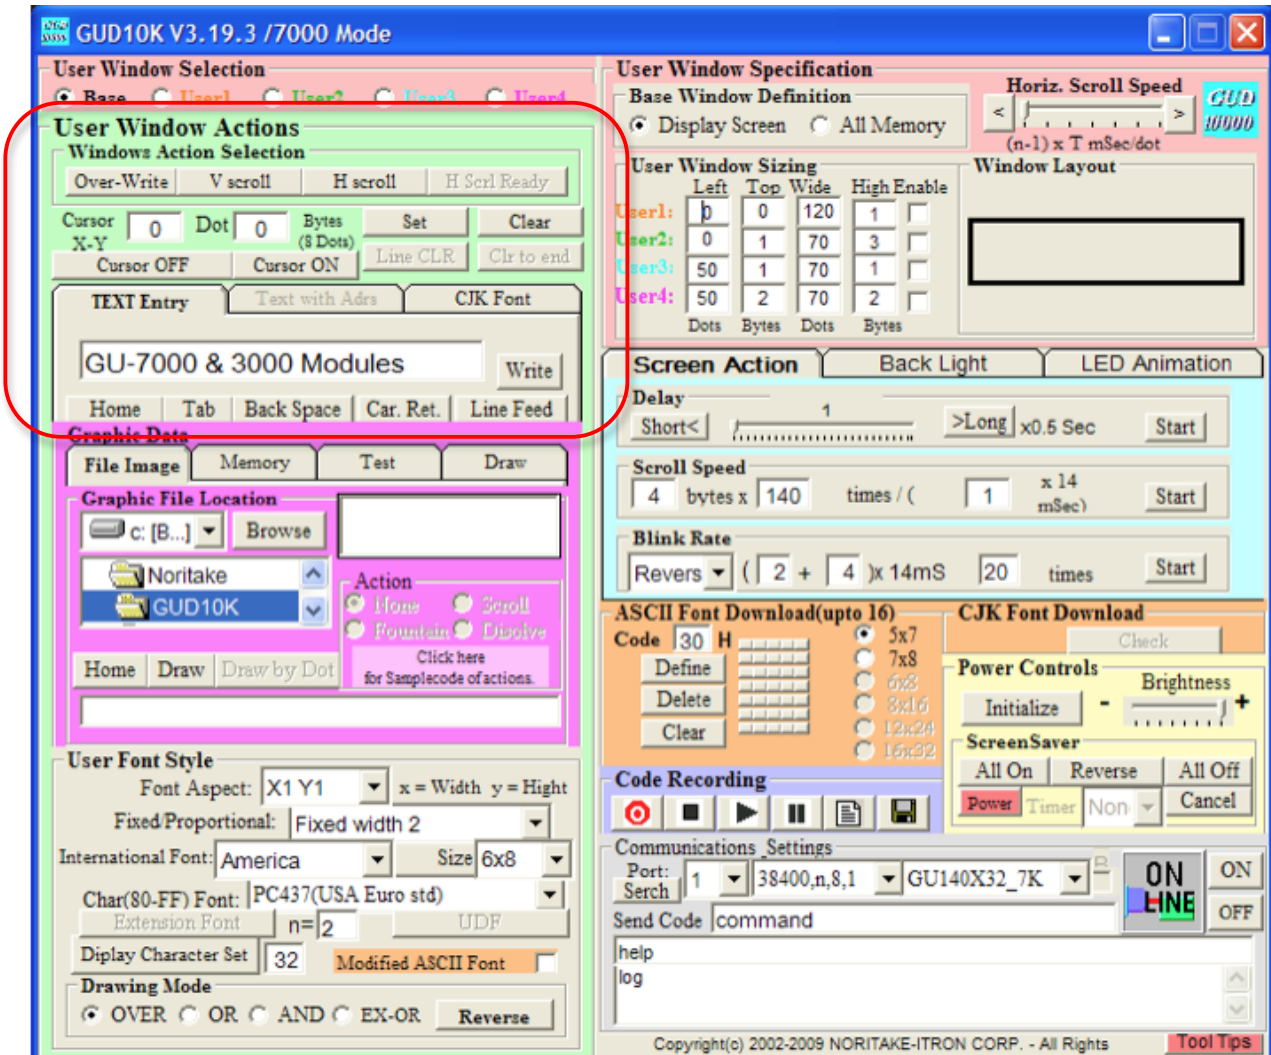 GUD10K V3.19.3 /7000 Mode
User Window Selection
Base User1 User2 User3 User4
User Window Actions
Windows Action Selection
Over-Write V scroll H scroll H Scrl Ready
Cursor X-Y 0 Dot 0 Bytes (8 Dots) Set Clear
Cursor OFF Cursor ON Line CLR Clr to end
TEXT Entry Text with Adrs CJK Font
GU-7000 & 3000 Modules Write
Home Tab Back Space Car. Ret. Line Feed
Graphic Data
File Image Memory Test Draw
Graphic File Location
c: [B...] Browse
Noritake
GUD10K
Action
None Scroll
Fountain Disolve
Click here
for Samplecode of actions.
Home Draw Draw by Dot
User Font Style
Font Aspect: X1 Y1 x = Width y = Hight
Fixed/Proportional: Fixed width 2
International Font: America Size 6x8
Char(80-FF) Font: PC437(USA Euro std)
Extension Font n= 2 UDF
Diplay Character Set 32 Modified ASCII Font
Drawing Mode
OVER OR AND EX-OR Reverse
User Window Specification
Base Window Definition
Display Screen All Memory
Horiz. Scroll Speed
< >
(n-1) x T mSec/dot
GUD
10000
User Window Sizing
Left Top Wide High Enable
User1: 0 0 120 1
User2: 0 1 70 3
User3: 50 1 70 1
User4: 50 2 70 2
Dots Bytes Dots Bytes
Window Layout
Screen Action Back Light LED Animation
Delay
Short< 1 >Long x0.5 Sec Start
Scroll Speed
4 bytes x 140 times / ( 1 x 14 mSec) Start
Blink Rate
Revers ( 2 + 4 )x 14mS 20 times Start
ASCII Font Download(upto 16)
Code 30 H
Define
Delete
Clear
5x7
7x8
6x8
8x16
12x24
16x32
CJK Font Download
Check
Power Controls
Initialize Brightness - +
ScreenSaver
All On Reverse All Off
Power Timer Non Cancel
Code Recording
Communications _Settings
Port: 1 38400,n,8,1 GU140X32_7K
Serch
ON LINE
ON
OFF
Send Code command
help
log
Copyright(c) 2002-2009 NORITAKE-ITRON CORP. - All Rights
Tool Tips